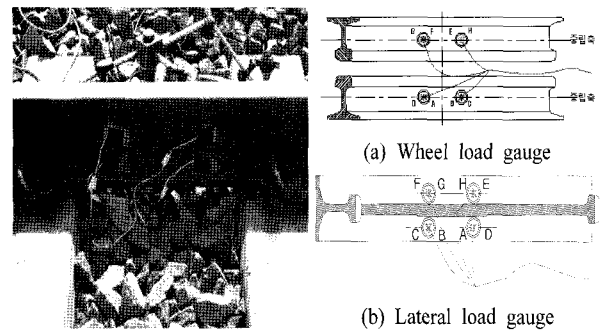 G F E H
중립축
D A B C
중립축
(a) Wheel load gauge
F G H E
C B A D
(b) Lateral load gauge